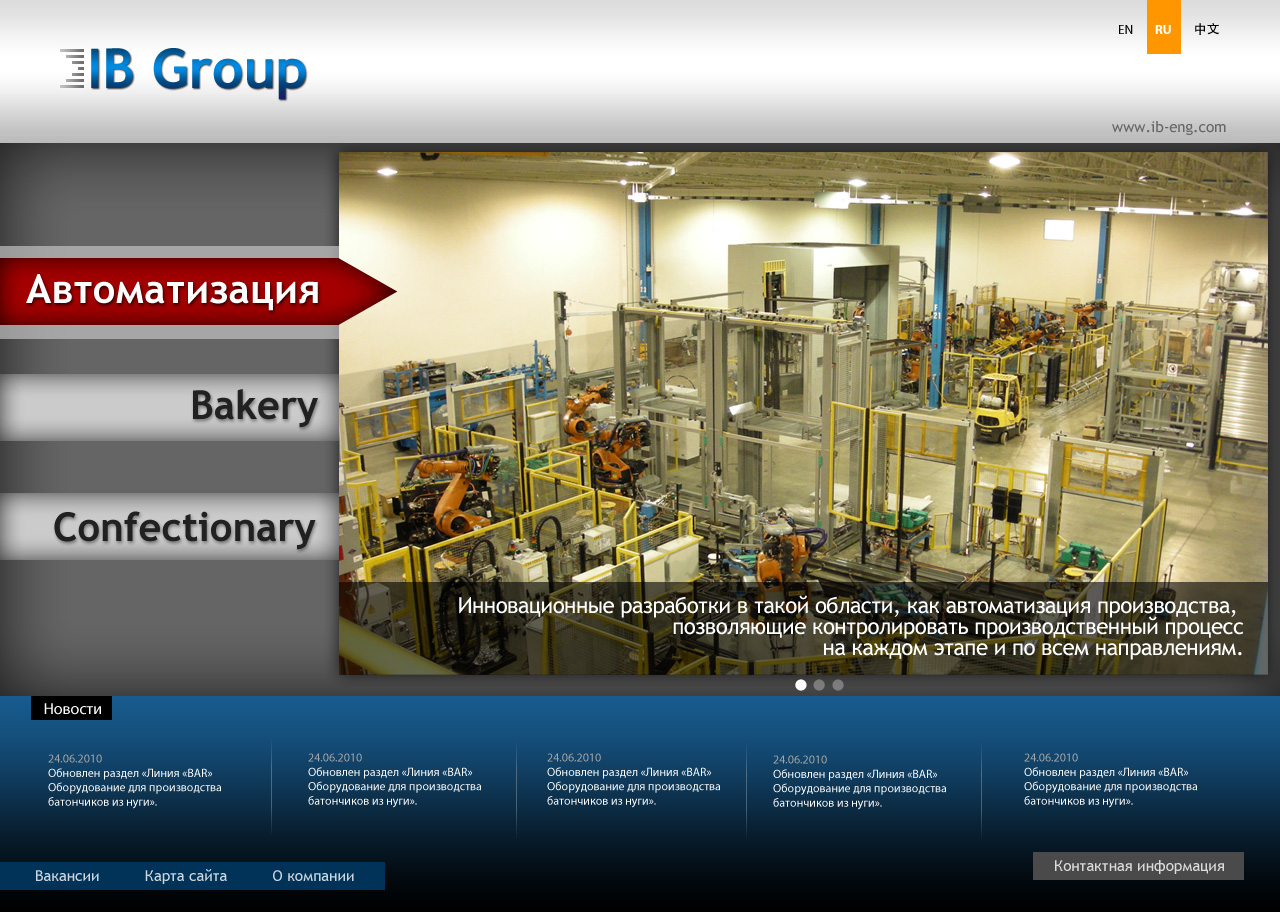 EN RU 中文
IB Group
www.ib-eng.com
Автоматизация
Bakery
Confectionary
Инновационные разработки в такой области, как автоматизация производства,
позволяющие контролировать производственный процесс
на каждом этапе и по всем направлениям.
Новости
24.06.2010
Обновлен раздел «Линия «BAR»
Оборудование для производства
батончиков из нуги».
24.06.2010
Обновлен раздел «Линия «BAR»
Оборудование для производства
батончиков из нуги».
24.06.2010
Обновлен раздел «Линия «BAR»
Оборудование для производства
батончиков из нуги».
24.06.2010
Обновлен раздел «Линия «BAR»
Оборудование для производства
батончиков из нуги».
24.06.2010
Обновлен раздел «Линия «BAR»
Оборудование для производства
батончиков из нуги».
Вакансии Карта сайта О компании
Контактная информация